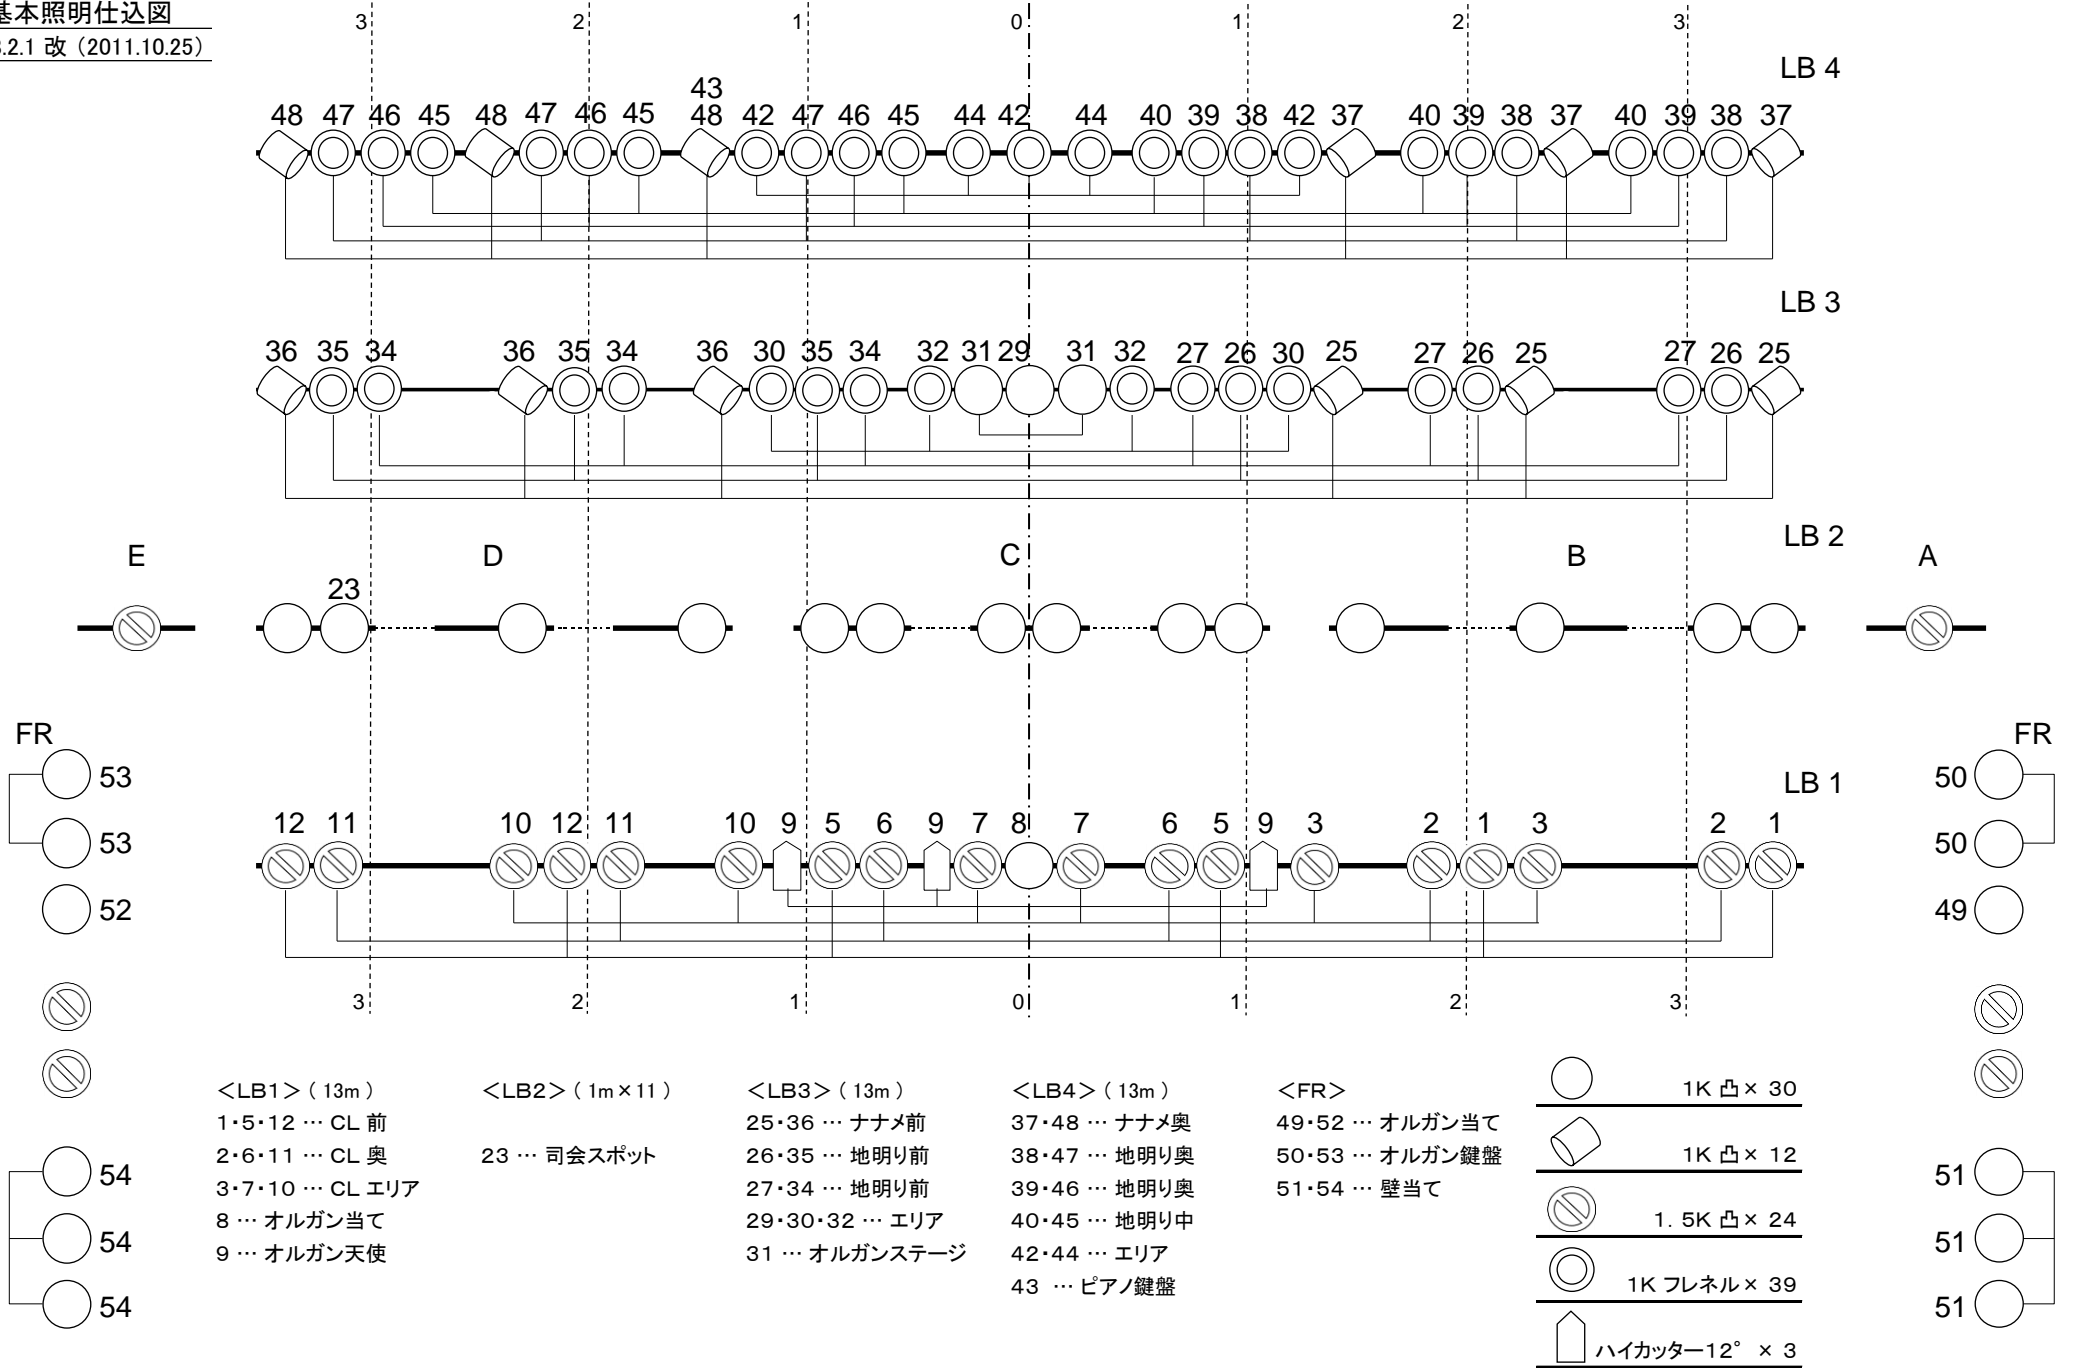 基本照明仕込図
.2.1 改（2011.10.25）
3 2 1 0 1 2 3
LB 4
43
48 47 46 45 48 47 46 45 48 42 47 46 45 44 42 44 40 39 38 42 37 40 39 38 37 40 39 38 37
LB 3
36 35 34 36 35 34 36 30 35 34 32 31 29 31 32 27 26 30 25 27 26 25 27 26 25
LB 2
E D C B A
23
FR FR
53 50
LB 1
53 50
12 11 10 12 11 10 9 5 6 9 7 8 7 6 5 9 3 2 1 3 2 1
52 49
3 2 1 0 1 2 3
54 51
54 51
54 51
＜LB1＞（13m）
1・5・12 … CL 前
2・6・11 … CL 奥
3・7・10 … CL エリア
8 … オルガン当て
9 … オルガン天使
＜LB2＞（1m×11）
23 … 司会スポット
＜LB3＞（13m）
25・36 … ナナメ前
26・35 … 地明り前
27・34 … 地明り前
29・30・32 … エリア
31 … オルガンステージ
＜LB4＞（13m）
37・48 … ナナメ奥
38・47 … 地明り奥
39・46 … 地明り奥
40・45 … 地明り中
42・44 … エリア
43 … ピアノ鍵盤
＜FR＞
49・52 … オルガン当て
50・53 … オルガン鍵盤
51・54 … 壁当て
1K 凸× 30
1K 凸× 12
1. 5K 凸× 24
1K フレネル× 39
ハイカッター12° × 3